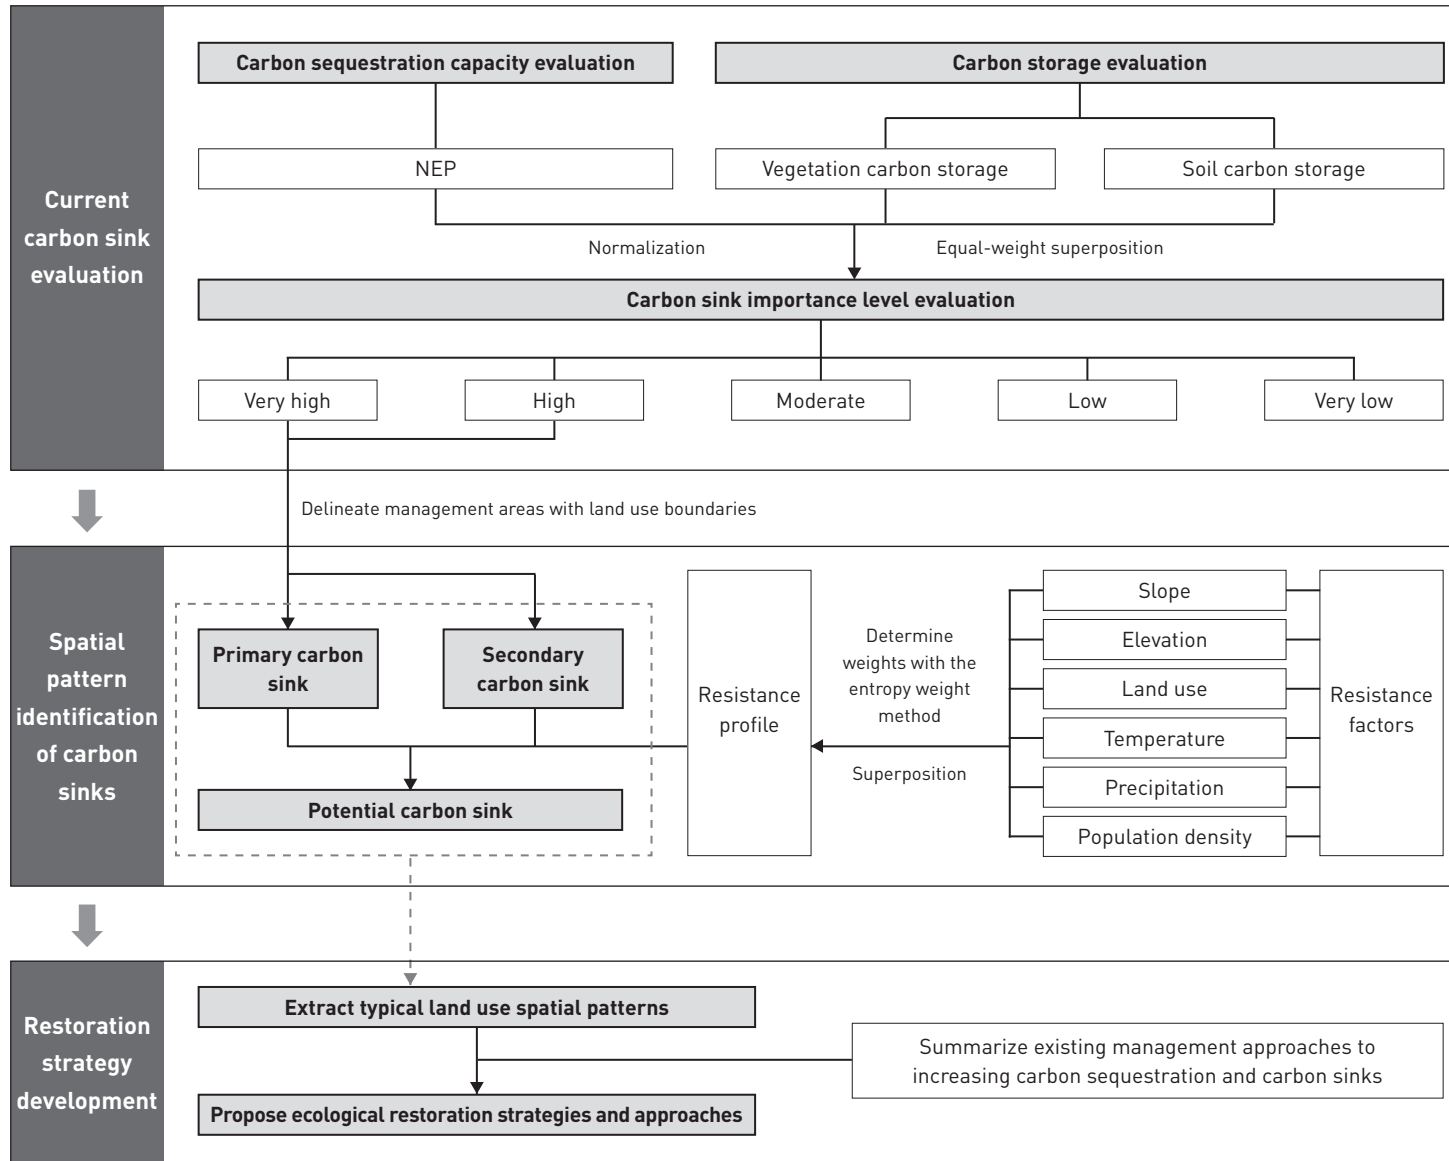 Current
carbon sink
evaluation
Carbon sequestration capacity evaluation
Carbon storage evaluation
NEP
Vegetation carbon storage
Soil carbon storage
Normalization
Equal-weight superposition
Carbon sink importance level evaluation
Very high
High
Moderate
Low
Very low
Delineate management areas with land use boundaries
Spatial
pattern
identification
of carbon
sinks
Primary carbon
sink
Secondary
carbon sink
Potential carbon sink
Resistance
profile
Determine
weights with the
entropy weight
method
Superposition
Slope
Elevation
Land use
Temperature
Precipitation
Population density
Resistance
factors
Restoration
strategy
development
Extract typical land use spatial patterns
Propose ecological restoration strategies and approaches
Summarize existing management approaches to
increasing carbon sequestration and carbon sinks